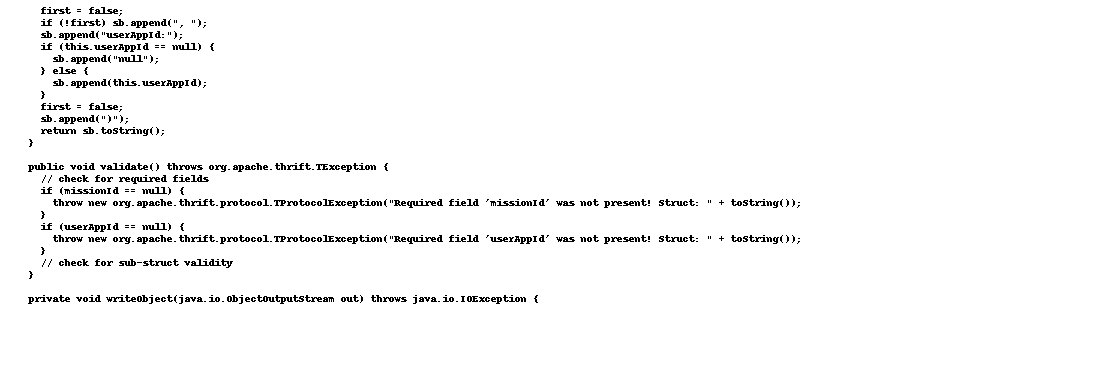 first = false;
if (!first) sb.append(", ");
sb.append("userAppId:");
if (this.userAppId == null) {
sb.append("null");
} else {
sb.append(this.userAppId);
}
first = false;
sb.append(")");
return sb.toString();
}
public void validate() throws org.apache.thrift.TException {
// check for required fields
if (missionId == null) {
throw new org.apache.thrift.protocol.TProtocolException("Required field 'missionId' was not present! Struct: " + toString());
}
if (userAppId == null) {
throw new org.apache.thrift.protocol.TProtocolException("Required field 'userAppId' was not present! Struct: " + toString());
}
// check for sub-struct validity
}
private void writeObject(java.io.ObjectOutputStream out) throws java.io.IOException {